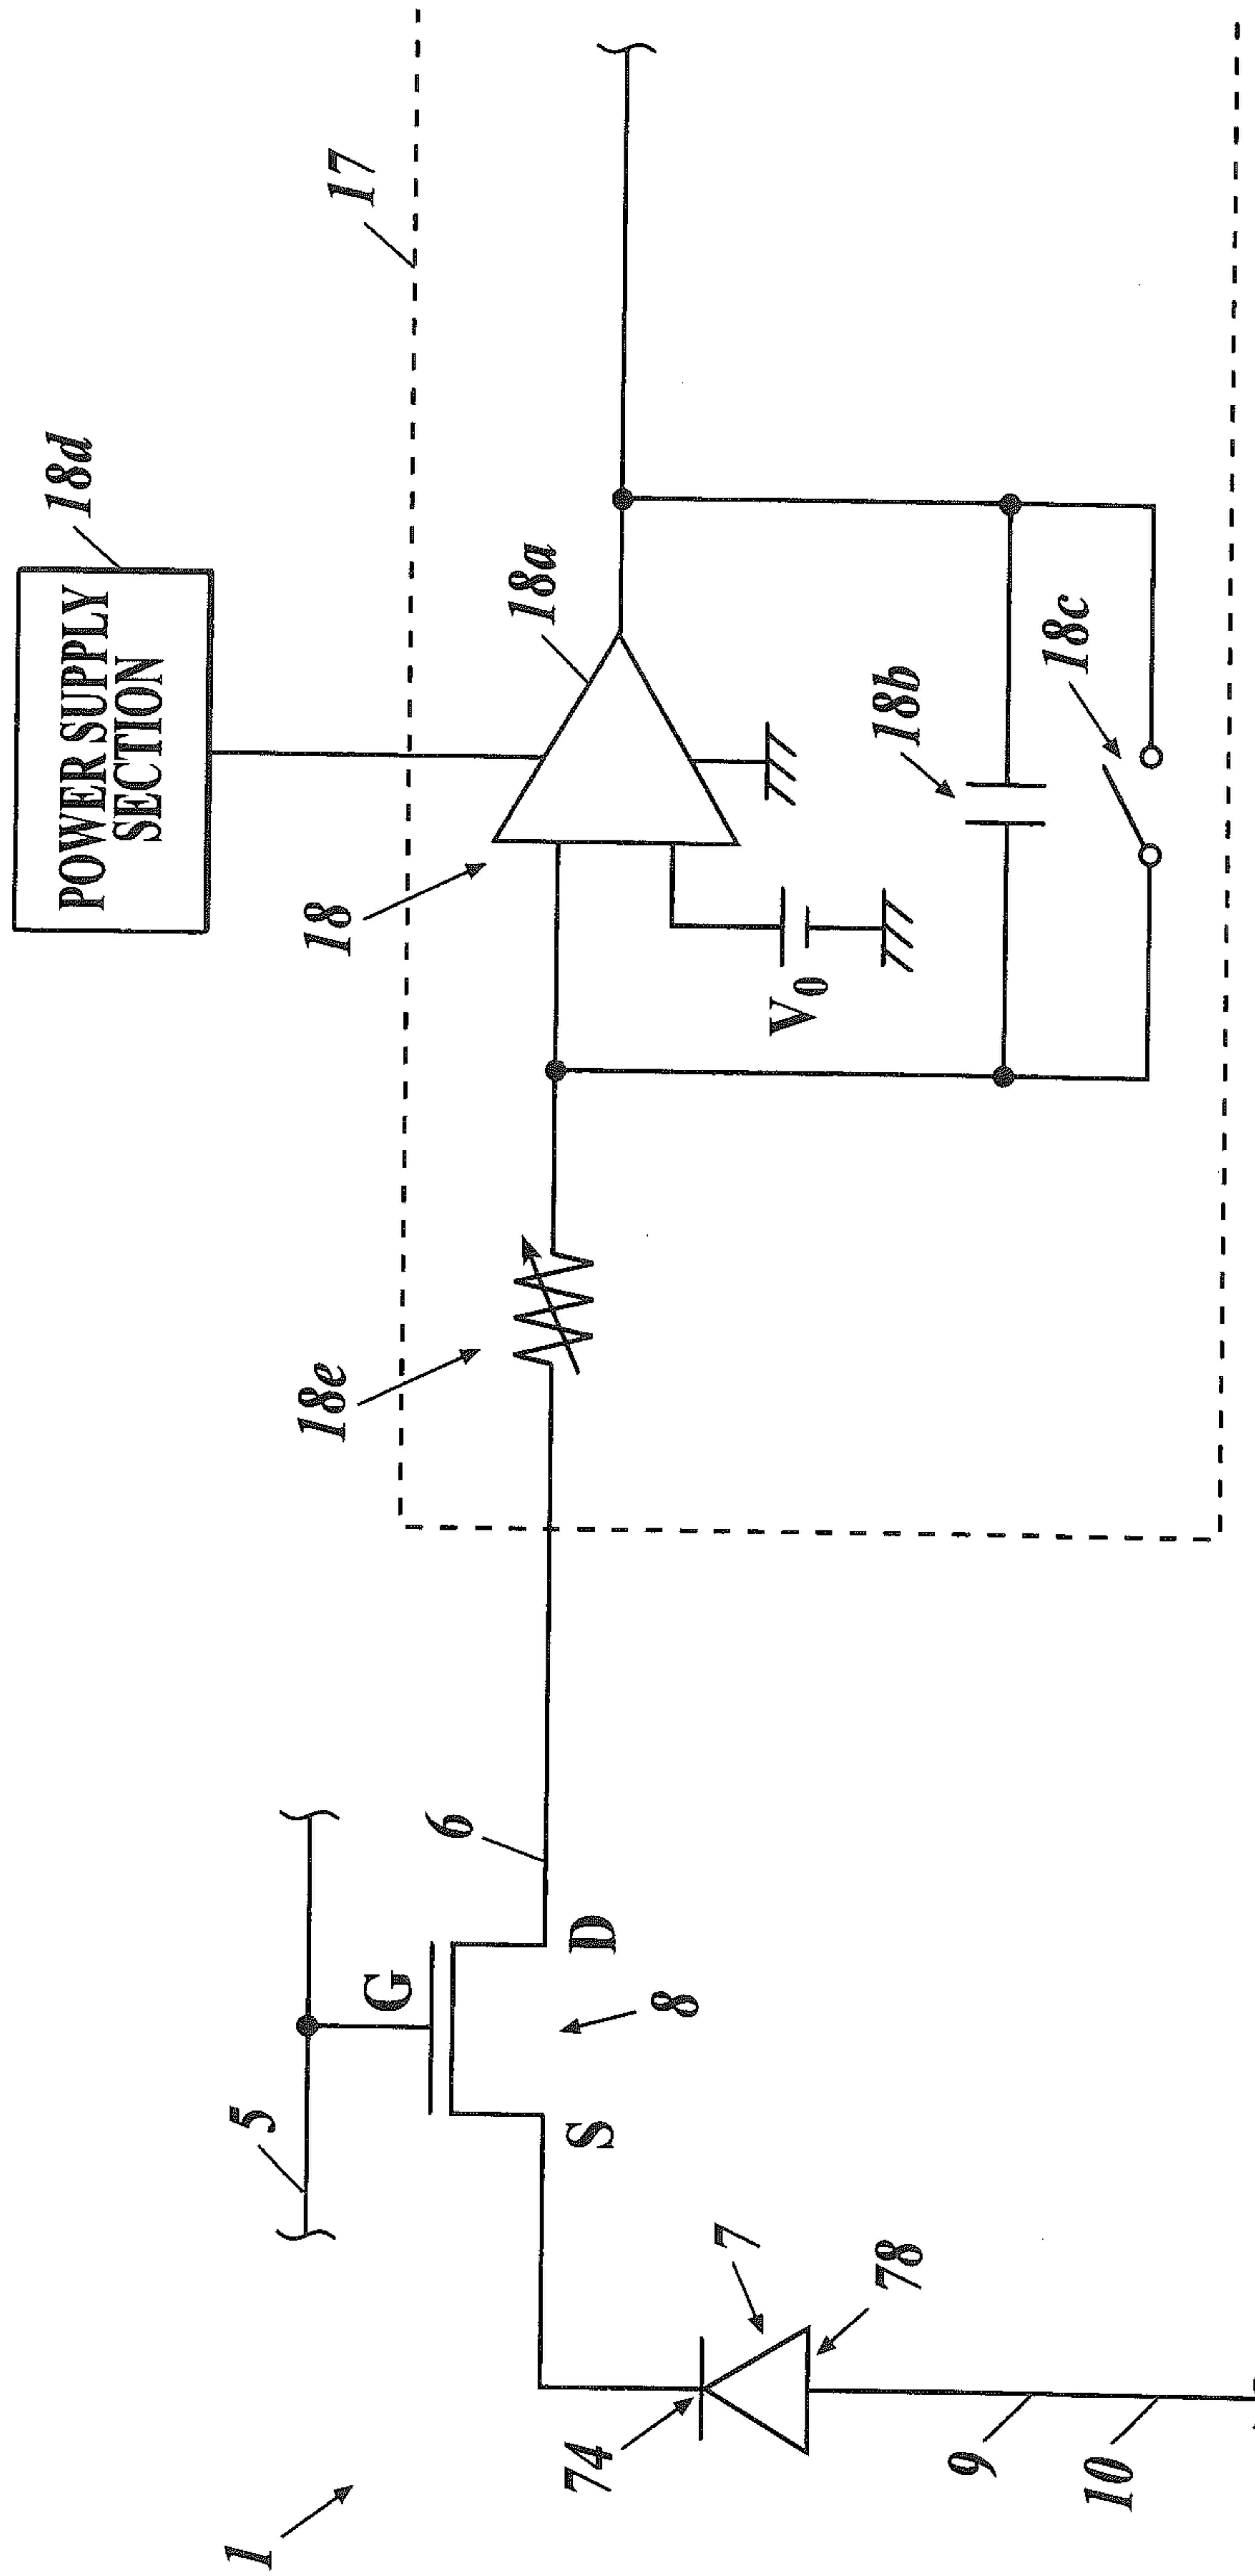 POWER SUPPLY
SECTION
18d
17
18
18a
18e
V0
18b
18c
5
G
6
S
D
8
1
74
7
78
9
10